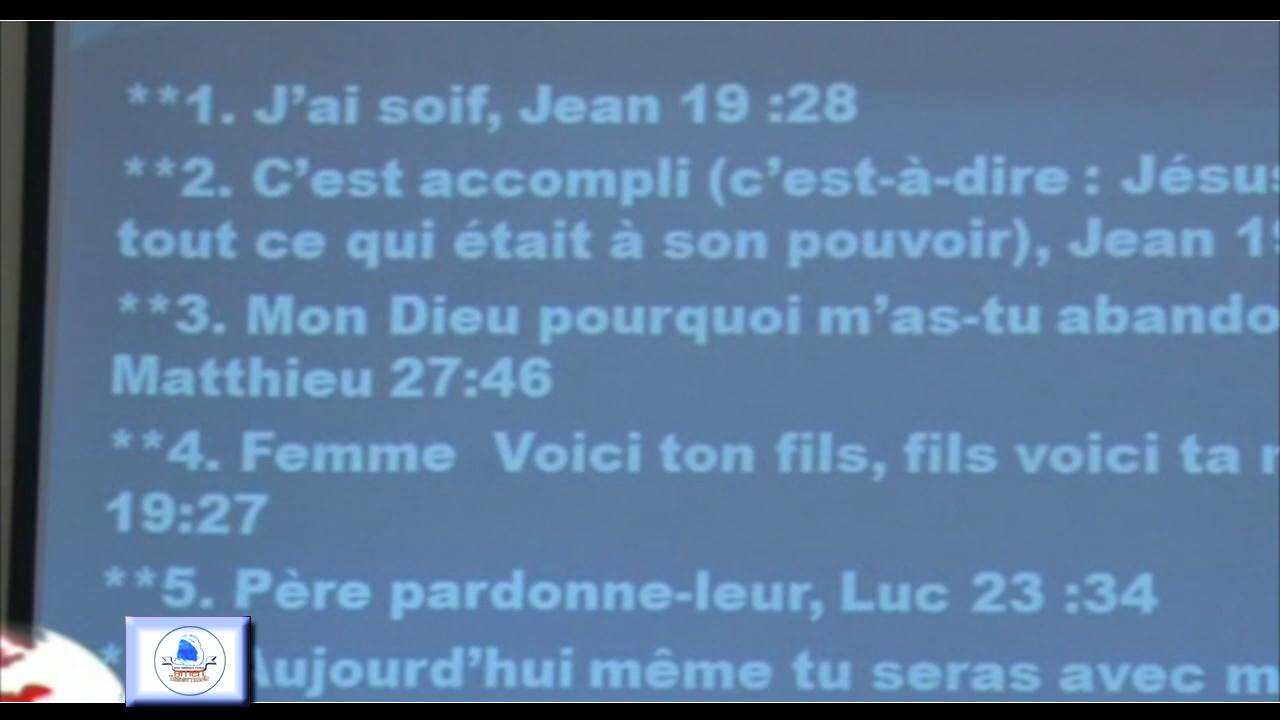 **1. J’ai soif, Jean 19 :28
**2. C’est accompli (c’est-à-dire : Jésus
tout ce qui était à son pouvoir), Jean
**3. Mon Dieu pourquoi m’as-tu
Matthieu 27:46
**4. Femme Voici ton fils, fils voici ta
19:27
**5. Père pardonne-leur, Luc 23 :34
Aujourd’hui même tu seras avec